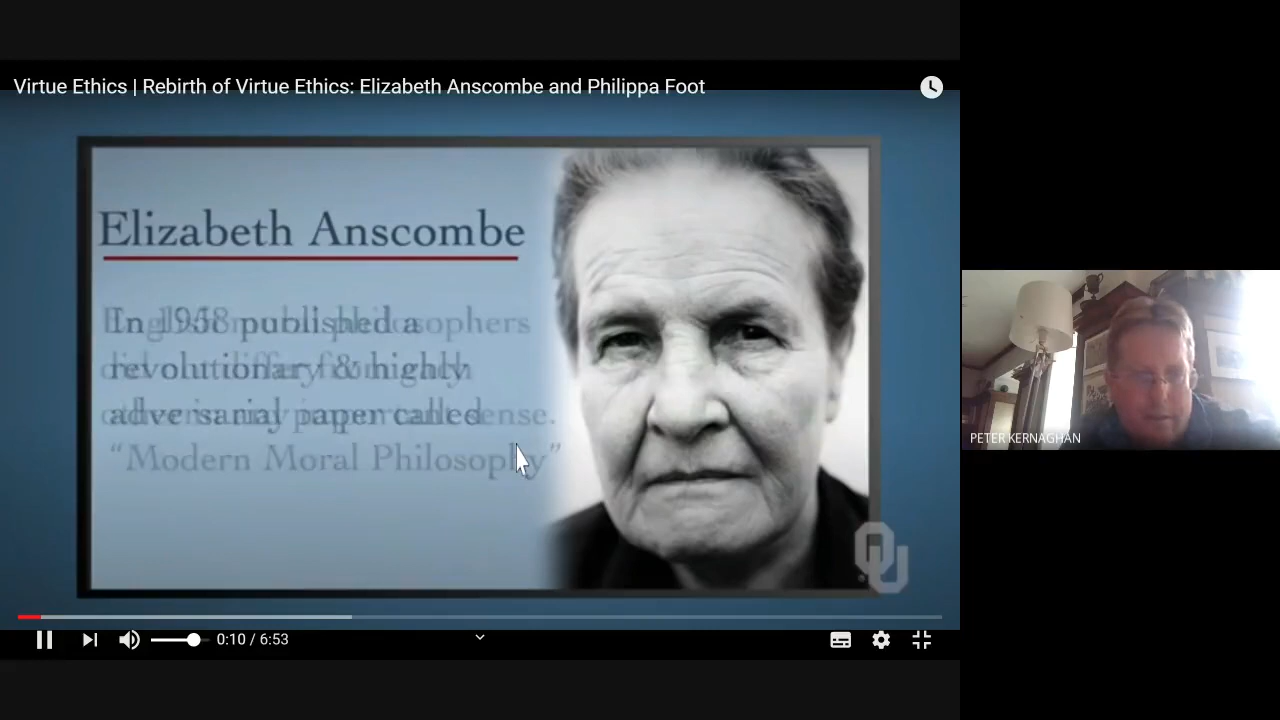 Virtue Ethics | Rebirth of Virtue Ethics: Elizabeth Anscombe and Philippa Foot
Elizabeth Anscombe
In 1958 published a
revolutionary & highly
adversarial paper called
“Modern Moral Philosophy”
OU
0:10 / 6:53
PETER KERNAGHAN